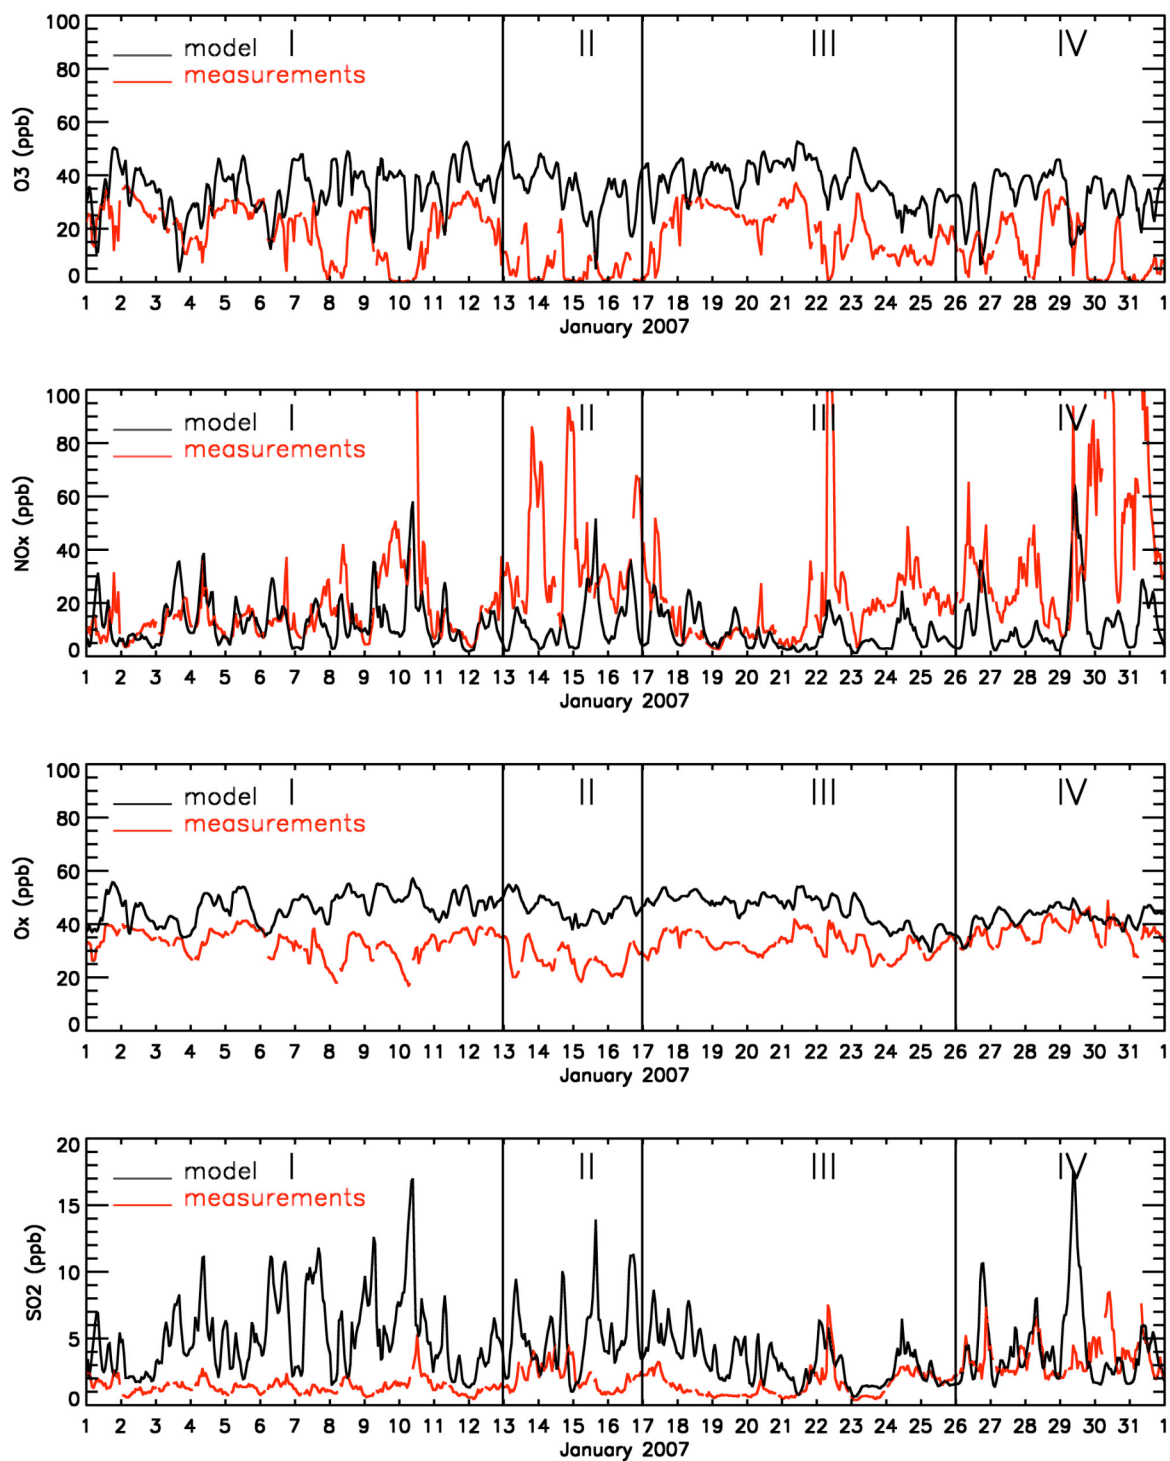 100
80
60
40
20
0
O3 (ppb)
model
measurements
I
II
III
IV
1 2 3 4 5 6 7 8 9 10 11 12 13 14 15 16 17 18 19 20 21 22 23 24 25 26 27 28 29 30 31 1
January 2007
100
80
60
40
20
0
NOx (ppb)
model
measurements
I
II
III
IV
1 2 3 4 5 6 7 8 9 10 11 12 13 14 15 16 17 18 19 20 21 22 23 24 25 26 27 28 29 30 31 1
January 2007
100
80
60
40
20
0
Ox (ppb)
model
measurements
I
II
III
IV
1 2 3 4 5 6 7 8 9 10 11 12 13 14 15 16 17 18 19 20 21 22 23 24 25 26 27 28 29 30 31 1
January 2007
20
15
10
5
0
SO2 (ppb)
model
measurements
I
II
III
IV
1 2 3 4 5 6 7 8 9 10 11 12 13 14 15 16 17 18 19 20 21 22 23 24 25 26 27 28 29 30 31 1
January 2007